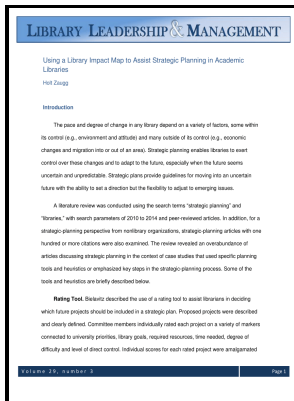 LIBRARY LEADERSHIP & MANAGEMENT
Using a Library Impact Map to Assist Strategic Planning in Academic
Libraries
Holt Zaugg
Introduction
The pace and degree of change in any library depend on a variety of factors, some within
its control (e.g., environment and attitude) and many outside of its control (e.g., economic
changes and migration into or out of an area). Strategic planning enables libraries to exert
control over these changes and to adapt to the future, especially when the future seems
uncertain and unpredictable. Strategic plans provide guidelines for moving into an uncertain
future with the ability to set a direction but the flexibility to adjust to emerging issues.
A literature review was conducted using the search terms “strategic planning” and
“libraries,” with search parameters of 2010 to 2014 and peer-reviewed articles. In addition, for a
strategic-planning perspective from nonlibrary organizations, strategic-planning articles with one
hundred or more citations were also examined. The review revealed an overabundance of
articles discussing strategic planning in the context of case studies that used specific planning
tools and heuristics or emphasized key steps in the strategic-planning process. Some of the
tools and heuristics are briefly described below.
Rating Tool. Bielavitz described the use of a rating tool to assist librarians in deciding
which future projects should be included in a strategic plan. Proposed projects were described
and clearly defined. Committee members individually rated each project on a variety of markers
connected to university priorities, library goals, required resources, time needed, degree of
difficulty and level of direct control. Individual scores for each rated project were amalgamated
Volume 29, number 3 Page 1